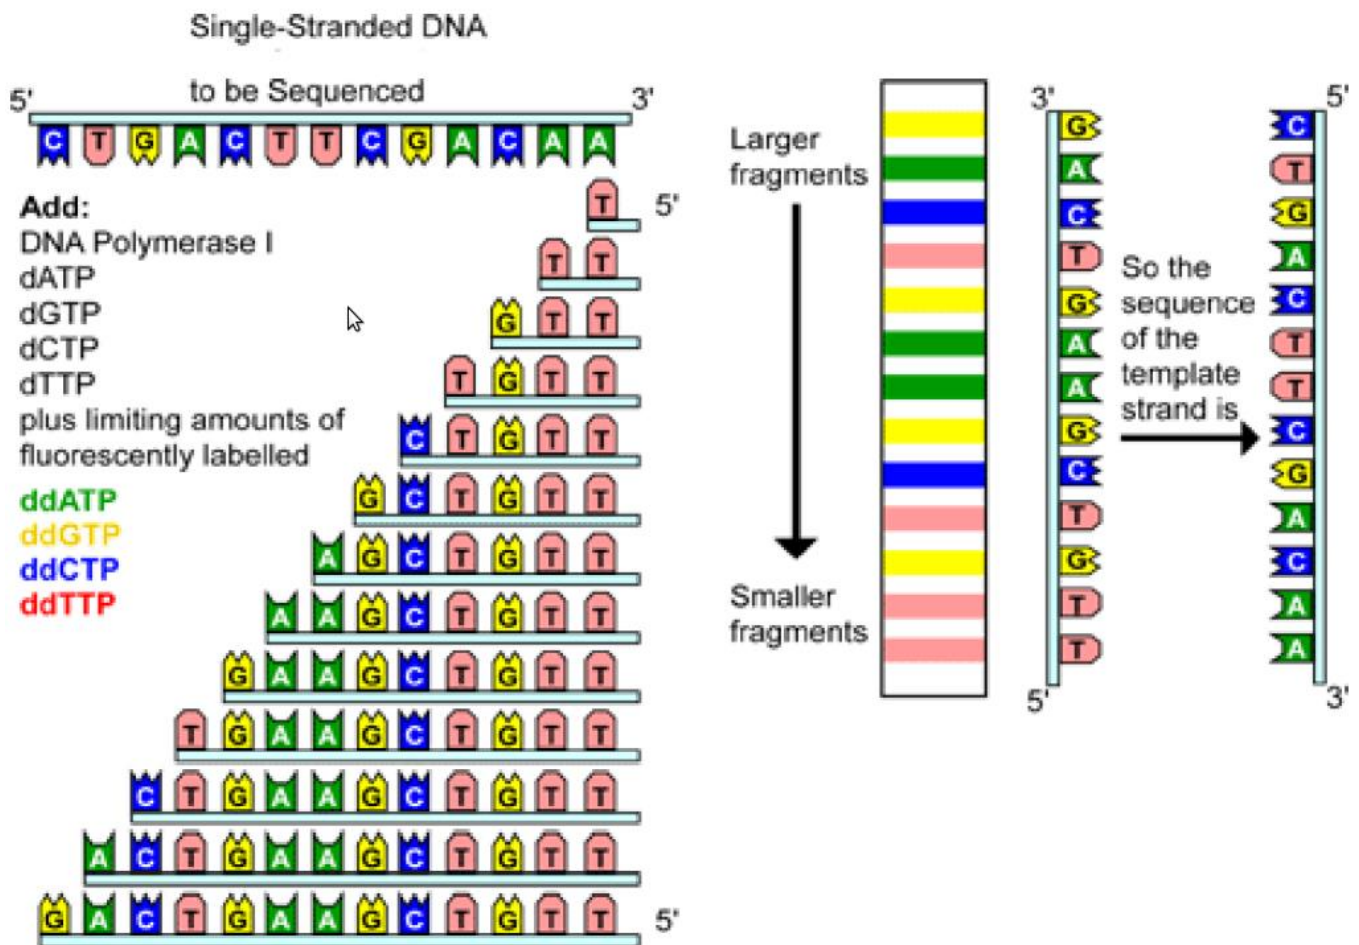 Single-Stranded DNA
to be Sequenced
5' 3'
C T G A C T T C G A C A A
Add:
DNA Polymerase I
dATP
dGTP
dCTP
dTTP
plus limiting amounts of
fluorescently labelled
ddATP
ddGTP
ddCTP
ddTTP
T 5'
T T
G T T
T G T T
C T G T T
G C T G T T
A G C T G T T
A A G C T G T T
G A A G C T G T T
T G A A G C T G T T
C T G A A G C T G T T
A C T G A A G C T G T T
G A C T G A A G C T G T T 5'
Larger
fragments
Smaller
fragments
3'
G
A
C
T
G
A
A
G
C
T
G
T
T
5'
So the
sequence
of the
template
strand is
5'
C
T
G
A
C
T
T
C
G
A
C
A
A
3'